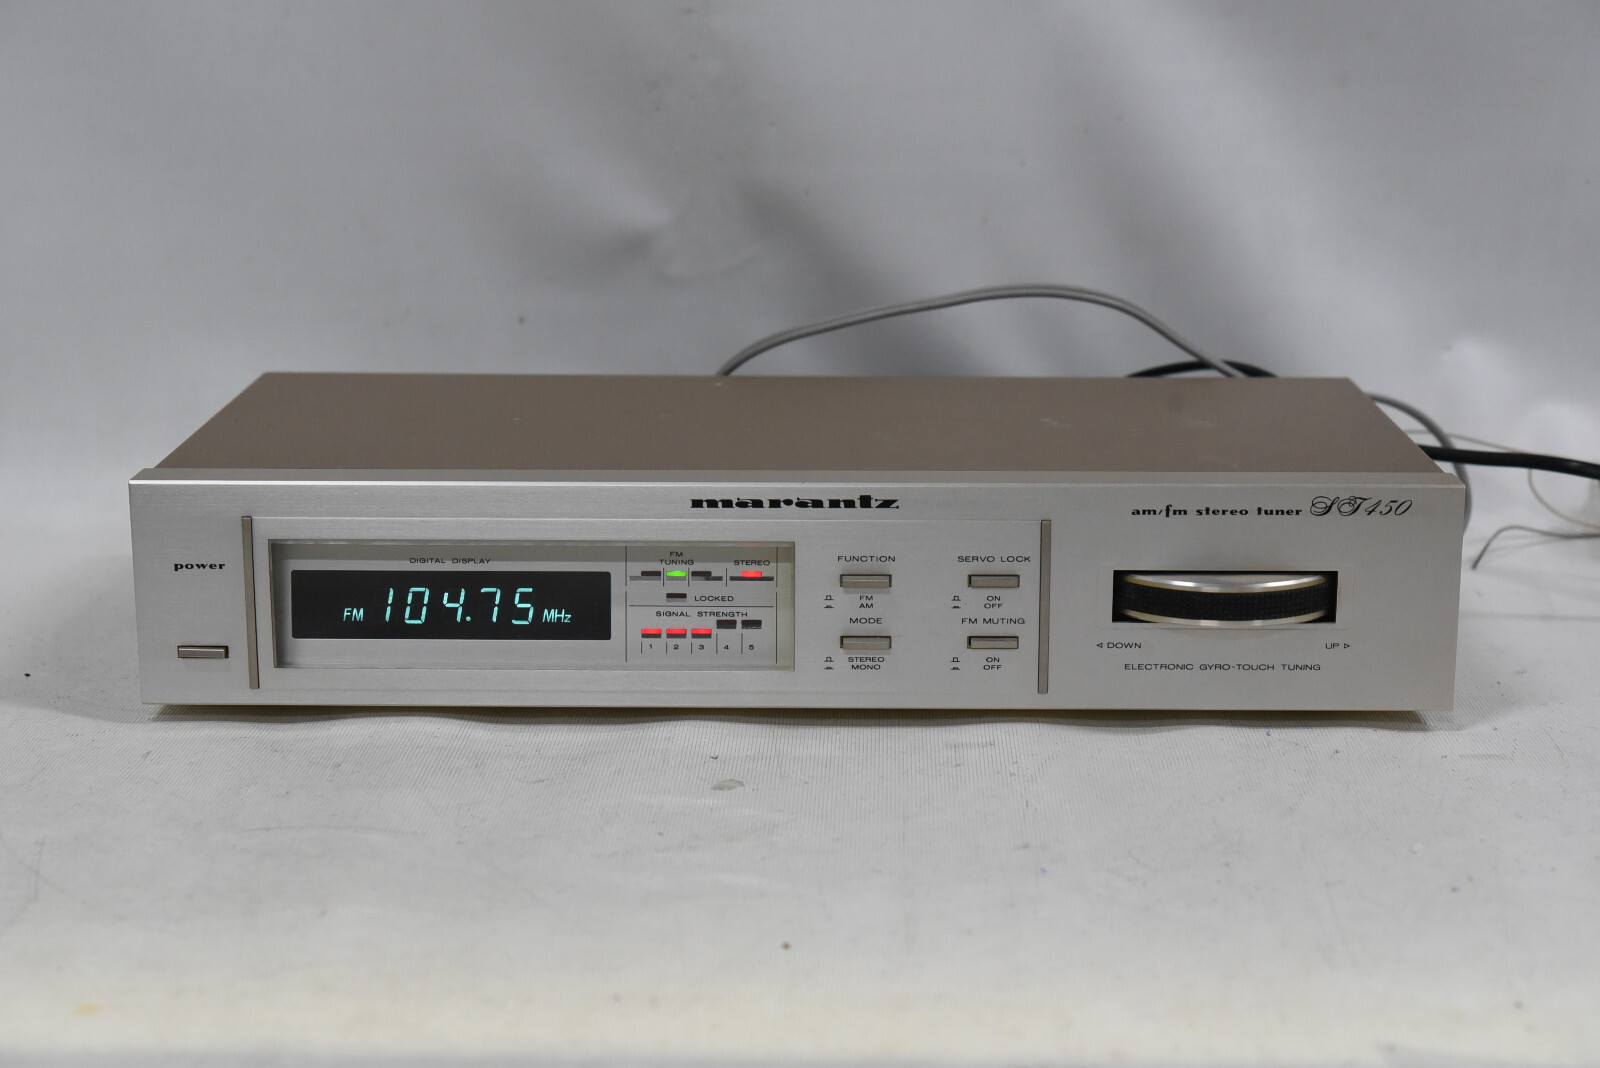 marantz
am/fm stereo tuner ST450
power
DIGITAL DISPLAY
FM 104.75 MHz
FM
TUNING
STEREO
LOCKED
SIGNAL STRENGTH
1 2 3 4 5
FUNCTION
FM
AM
MODE
STEREO
MONO
SERVO LOCK
ON
OFF
FM MUTING
ON
OFF
DOWN
UP
ELECTRONIC GYRO-TOUCH TUNING